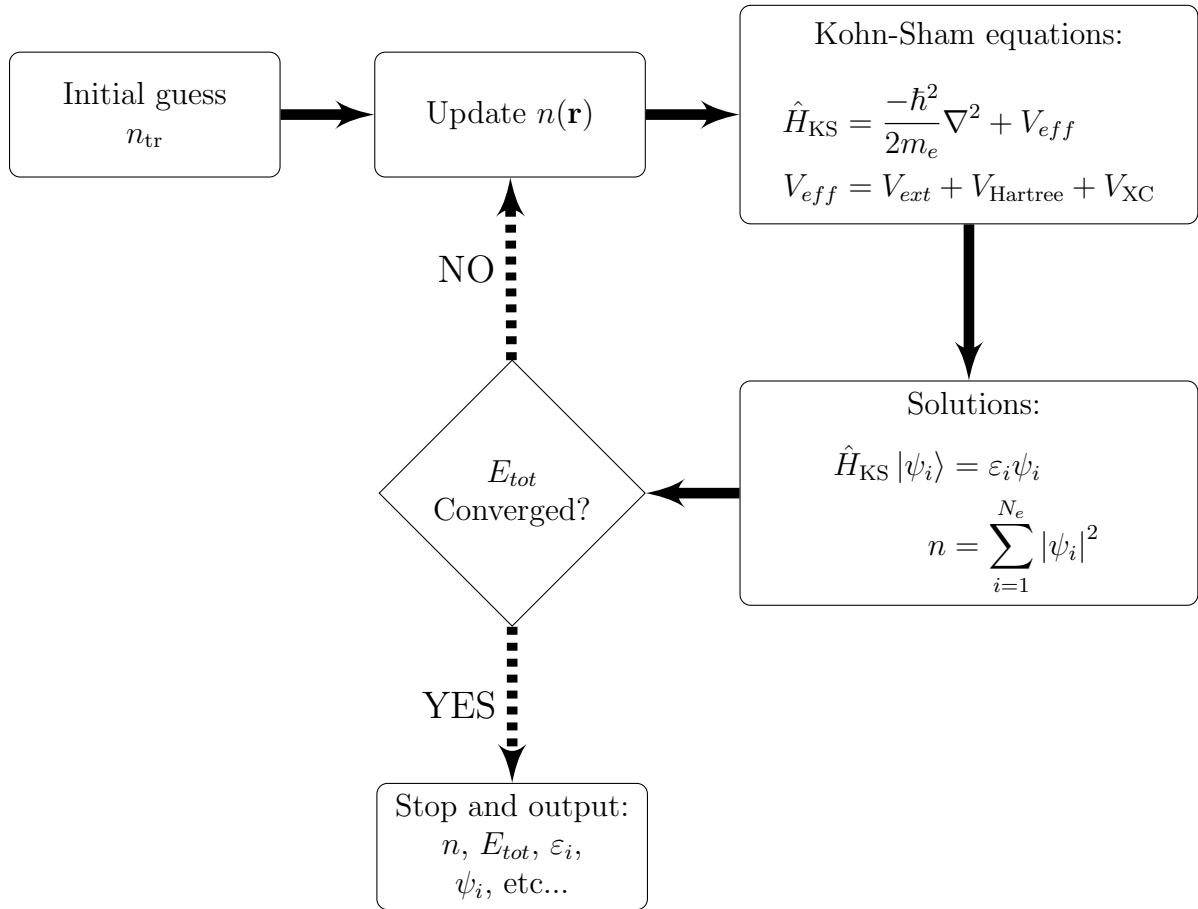 Initial guess
n_tr
Update n(r)
Kohn-Sham equations:
Ĥ_KS = −ℏ²/2m_e ∇² + V_eff
V_eff = V_ext + V_Hartree + V_XC
NO
Solutions:
Ĥ_KS |ψ_i⟩ = ε_i ψ_i
n = ∑_{i=1}^{N_e} |ψ_i|²
E_tot
Converged?
YES
Stop and output:
n, E_tot, ε_i,
ψ_i, etc...